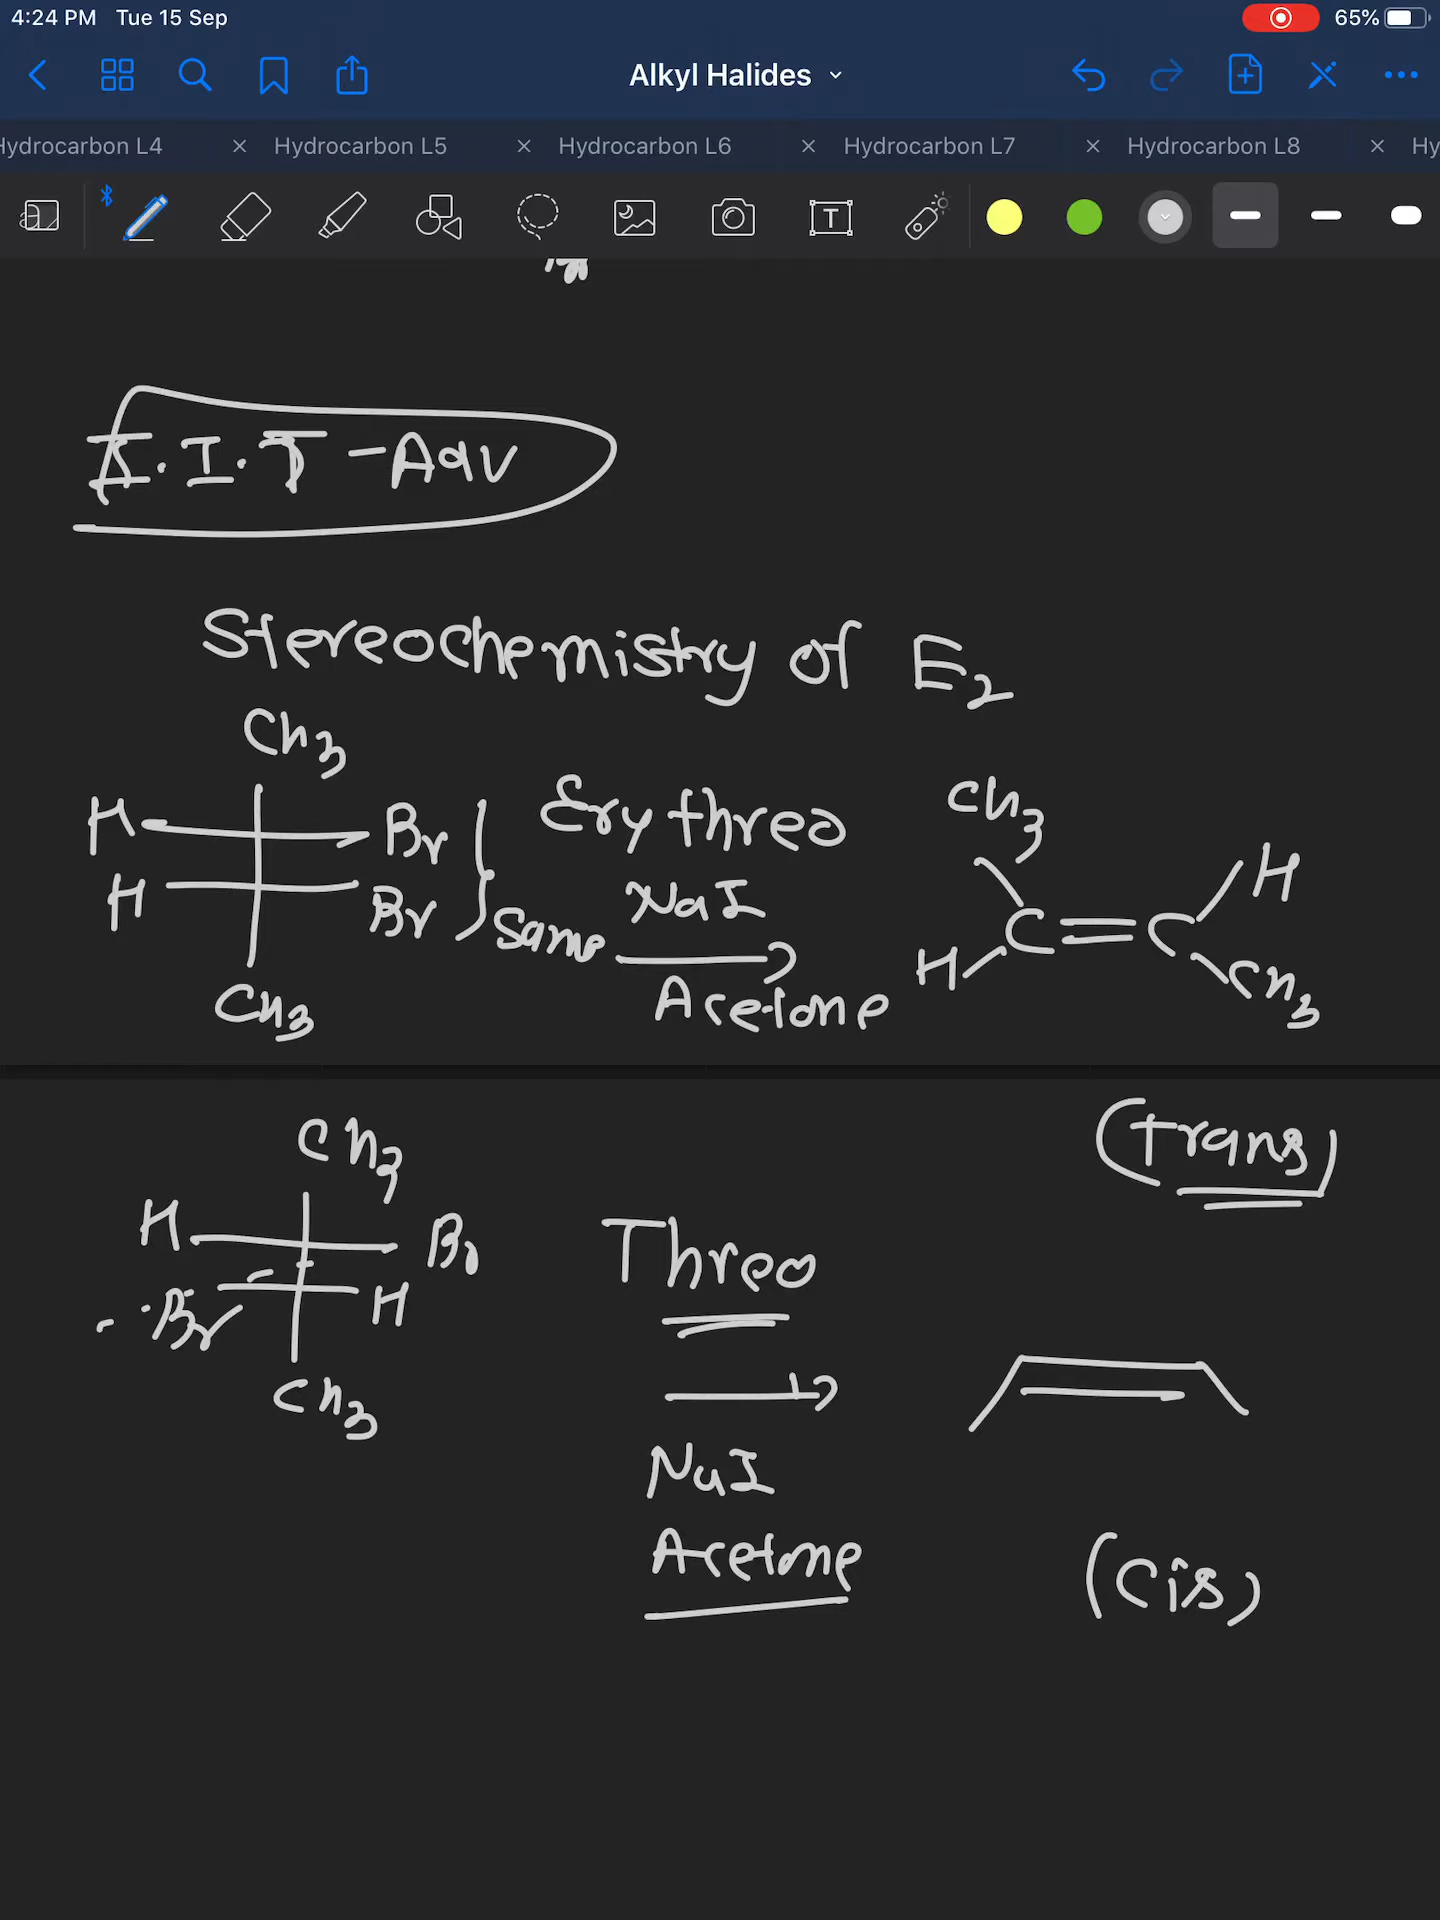 4:24 PM Tue 15 Sep 65%
Alkyl Halides
Hydrocarbon L4 Hydrocarbon L5 Hydrocarbon L6 Hydrocarbon L7 Hydrocarbon L8 Hy
I.I.T - Adv
Stereochemistry of E2
CH3
H Br Erythreo CH3
H Br Same NaI H C=C H
CH3 Acetone CH3
(trans)
CH3
H Br Threo
Br H
CH3
NaI
Acetone (Cis)